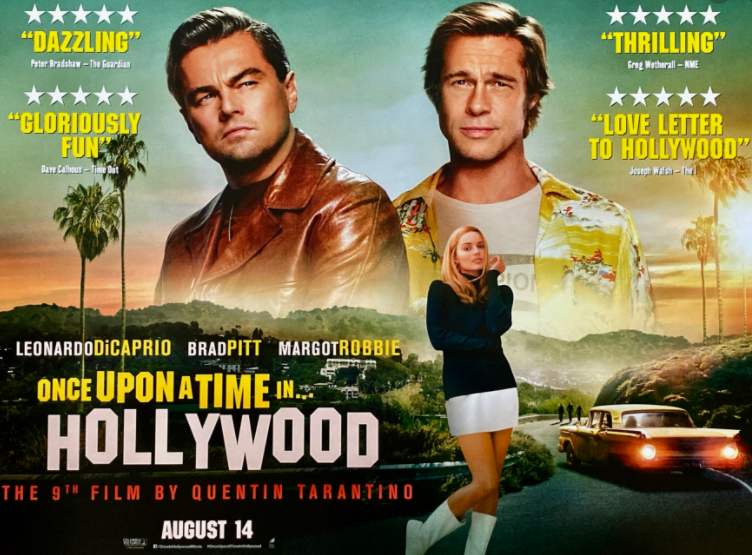 “DAZZLING”
Peter Bradshaw – The Guardian
“GLORIOUSLY
FUN”
Dave Calhoun – Time Out
“THRILLING”
Greg Wetherall – NME
“LOVE LETTER
TO HOLLYWOOD”
Joseph Walsh – The i
LEONARDO DiCAPRIO BRAD PITT MARGOT ROBBIE
ONCE UPON A TIME IN...
HOLLYWOOD
THE 9TH FILM BY QUENTIN TARANTINO
AUGUST 14